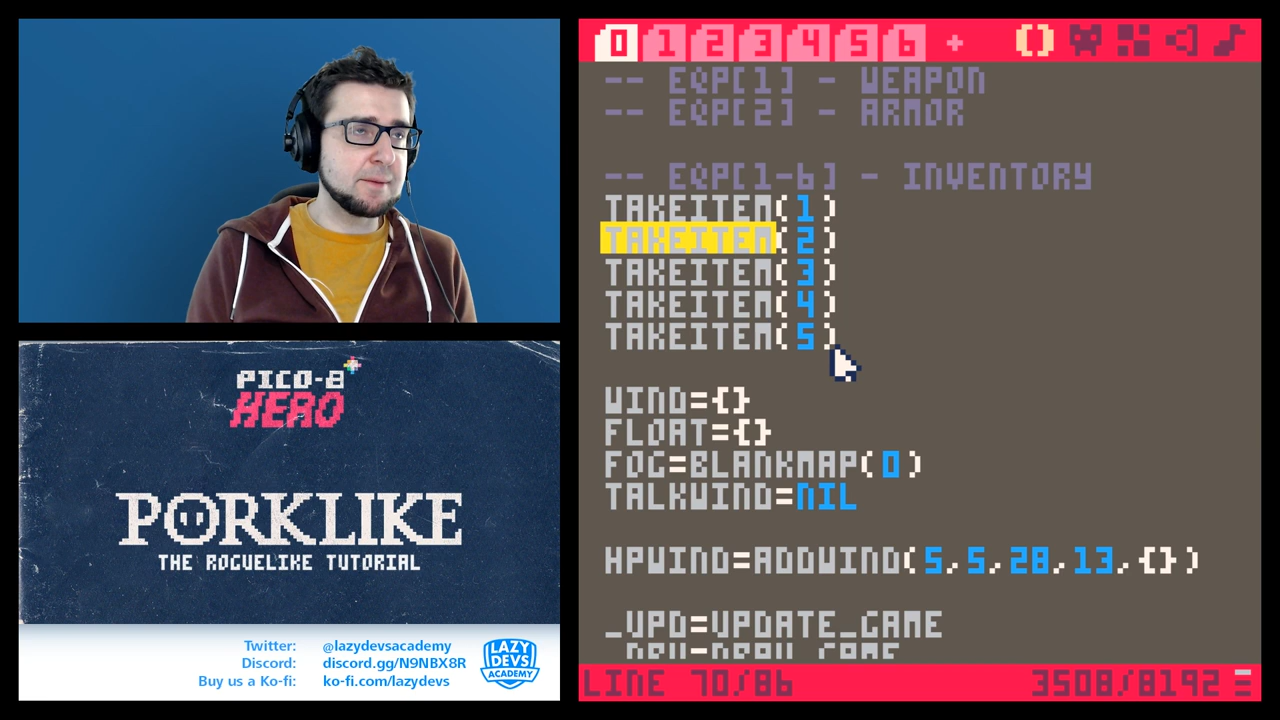 0 1 2 3 4 5 6 +
-- EQP[1] - WEAPON
-- EQP[2] - ARMOR
-- EQP[1-6] - INVENTORY
TAKEITEM(1)
TAKEITEM(2)
TAKEITEM(3)
TAKEITEM(4)
TAKEITEM(5)
WIND={}
FLOAT={}
FOG=BLANKMAP(0)
TALKWIND=NIL
HPWIND=ADDWIND(5,5,28,13,{})
_UPD=UPDATE_GAME
LINE 70/86 3508/8192
PICO-8
HERO
PORKLIKE
THE ROGUELIKE TUTORIAL
Twitter: @lazydevsacademy
Discord: discord.gg/N9NBX8R
Buy us a Ko-fi: ko-fi.com/lazydevs
LAZY
DEVS
ACADEMY